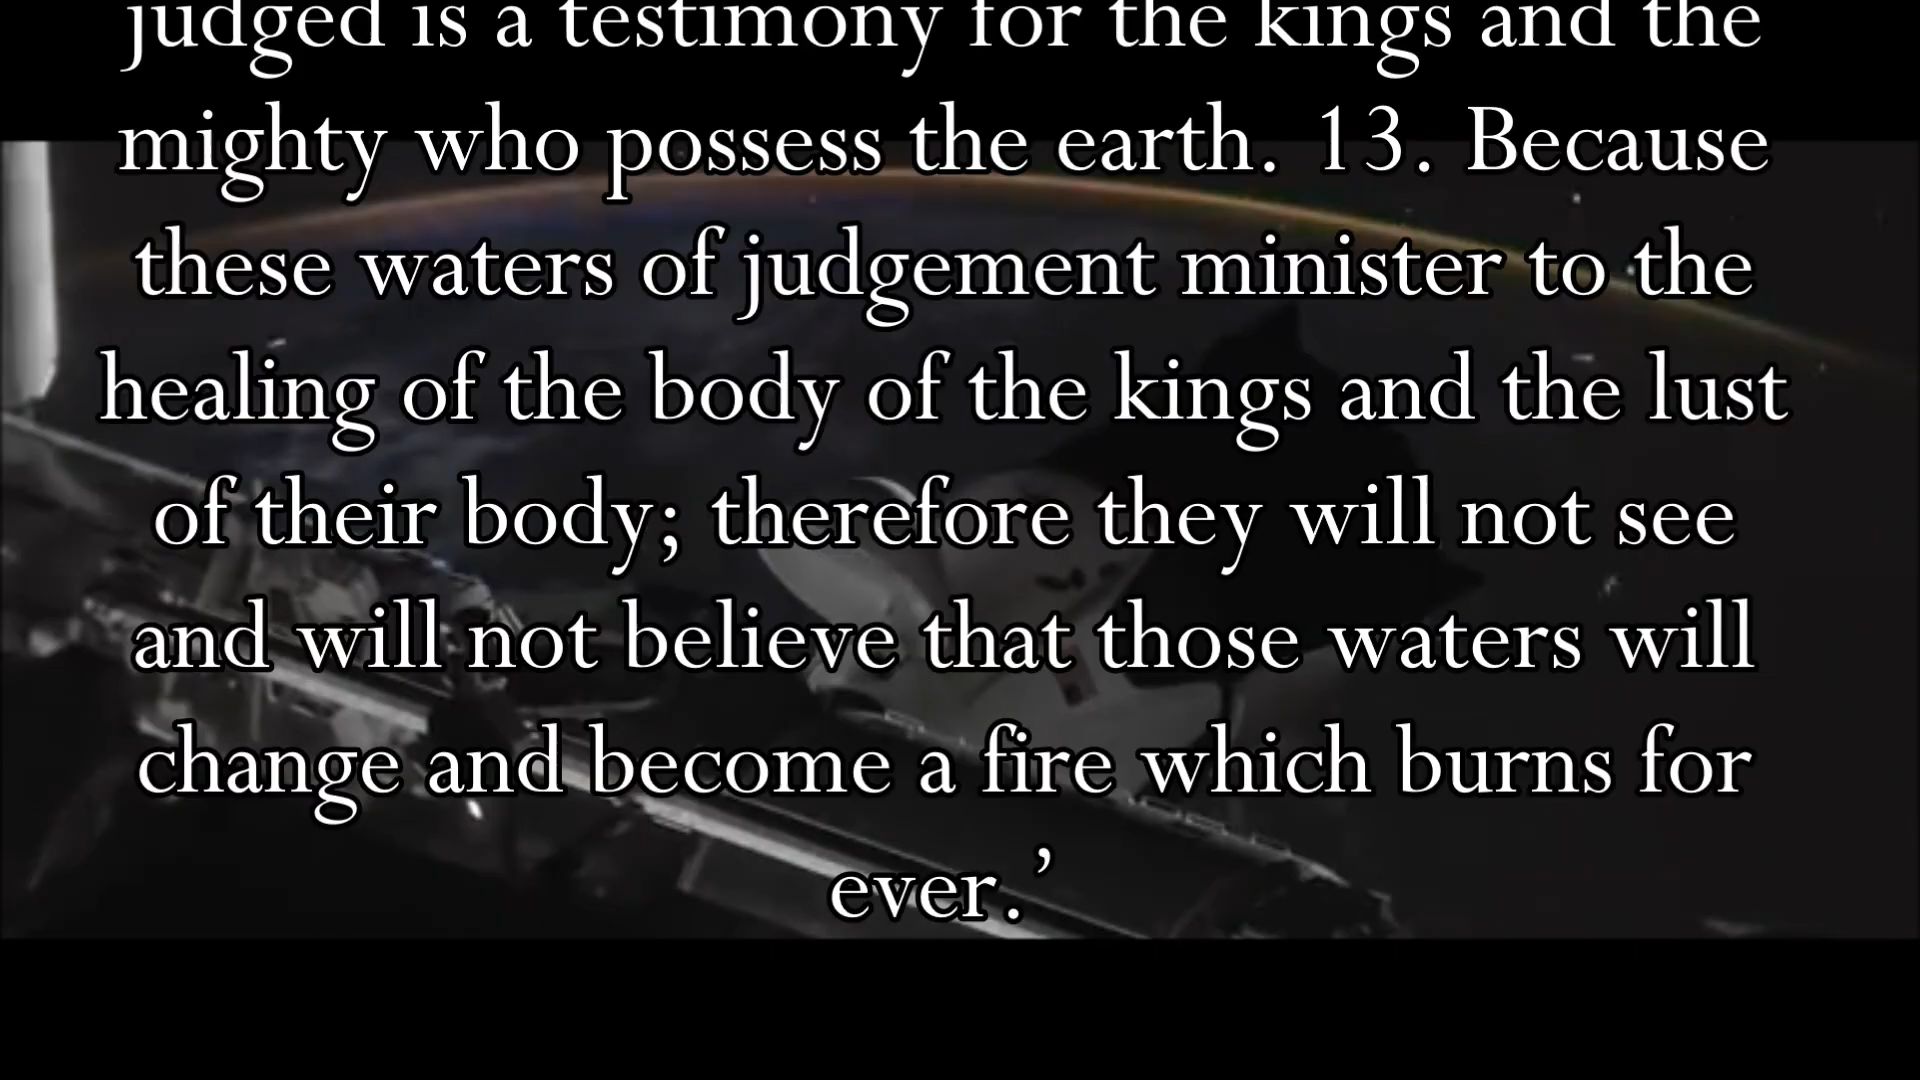 judged is a testimony for the kings and the
mighty who possess the earth. 13. Because
these waters of judgement minister to the
healing of the body of the kings and the lust
of their body; therefore they will not see
and will not believe that those waters will
change and become a fire which burns for
ever.’